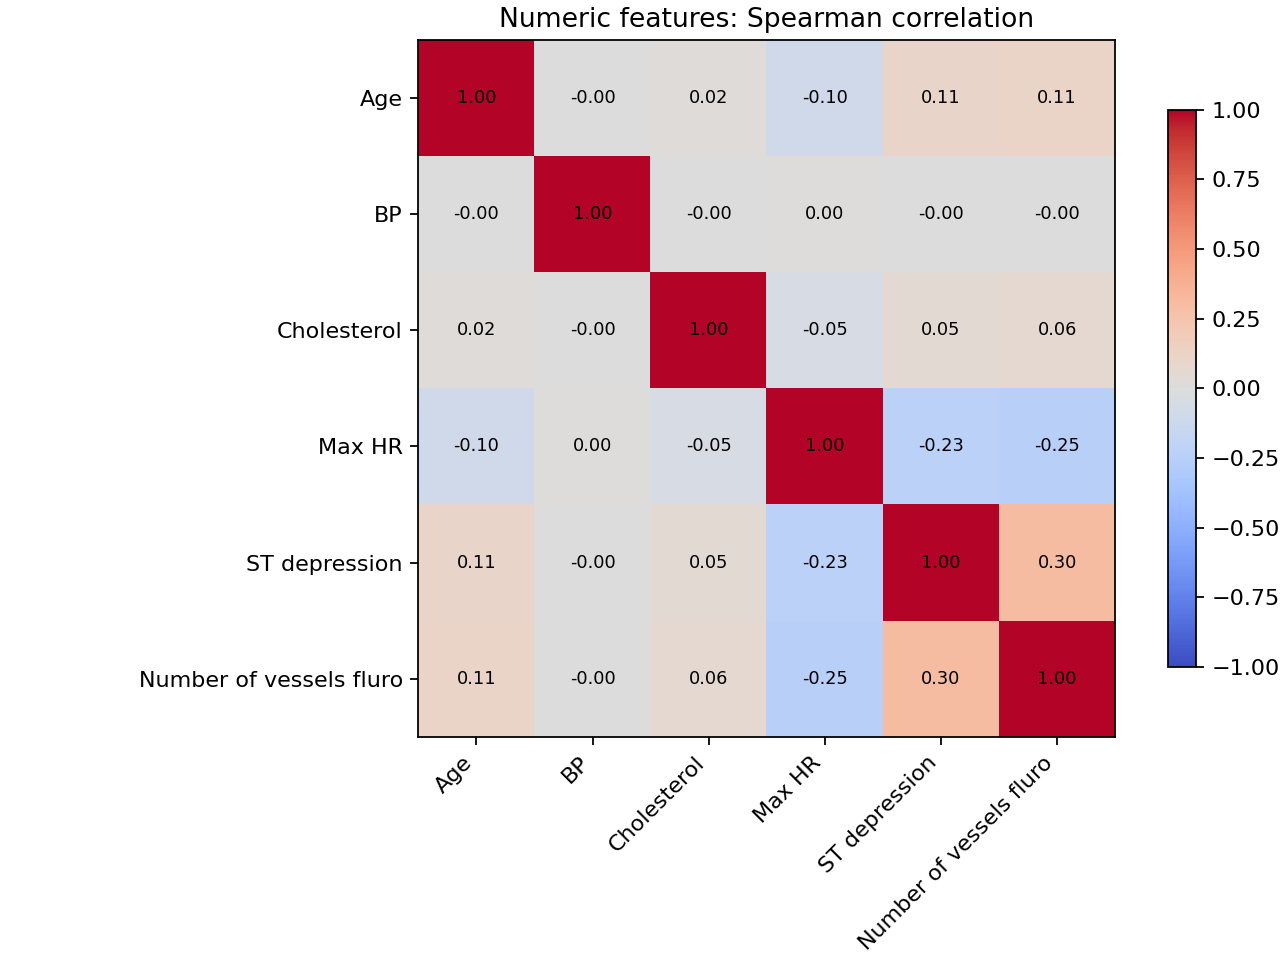 Numeric features: Spearman correlation
Age 1.00 -0.00 0.02 -0.10 0.11 0.11
BP -0.00 1.00 -0.00 0.00 -0.00 -0.00
Cholesterol 0.02 -0.00 1.00 -0.05 0.05 0.06
Max HR -0.10 0.00 -0.05 1.00 -0.23 -0.25
ST depression 0.11 -0.00 0.05 -0.23 1.00 0.30
Number of vessels fluro 0.11 -0.00 0.06 -0.25 0.30 1.00
Age
BP
Cholesterol
Max HR
ST depression
Number of vessels fluro
1.00
0.75
0.50
0.25
0.00
−0.25
−0.50
−0.75
−1.00